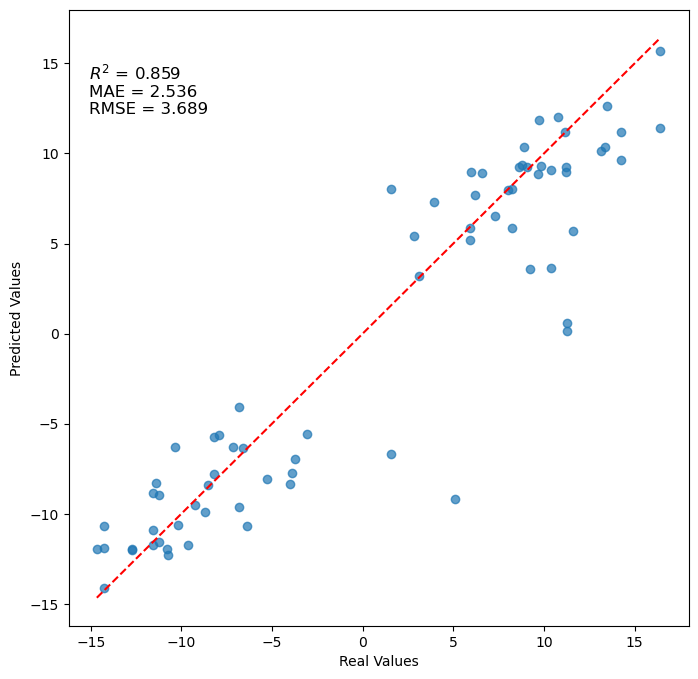 R² = 0.859
MAE = 2.536
RMSE = 3.689
Predicted Values
15
10
5
0
−5
−10
−15
−15 −10 −5 0 5 10 15
Real Values